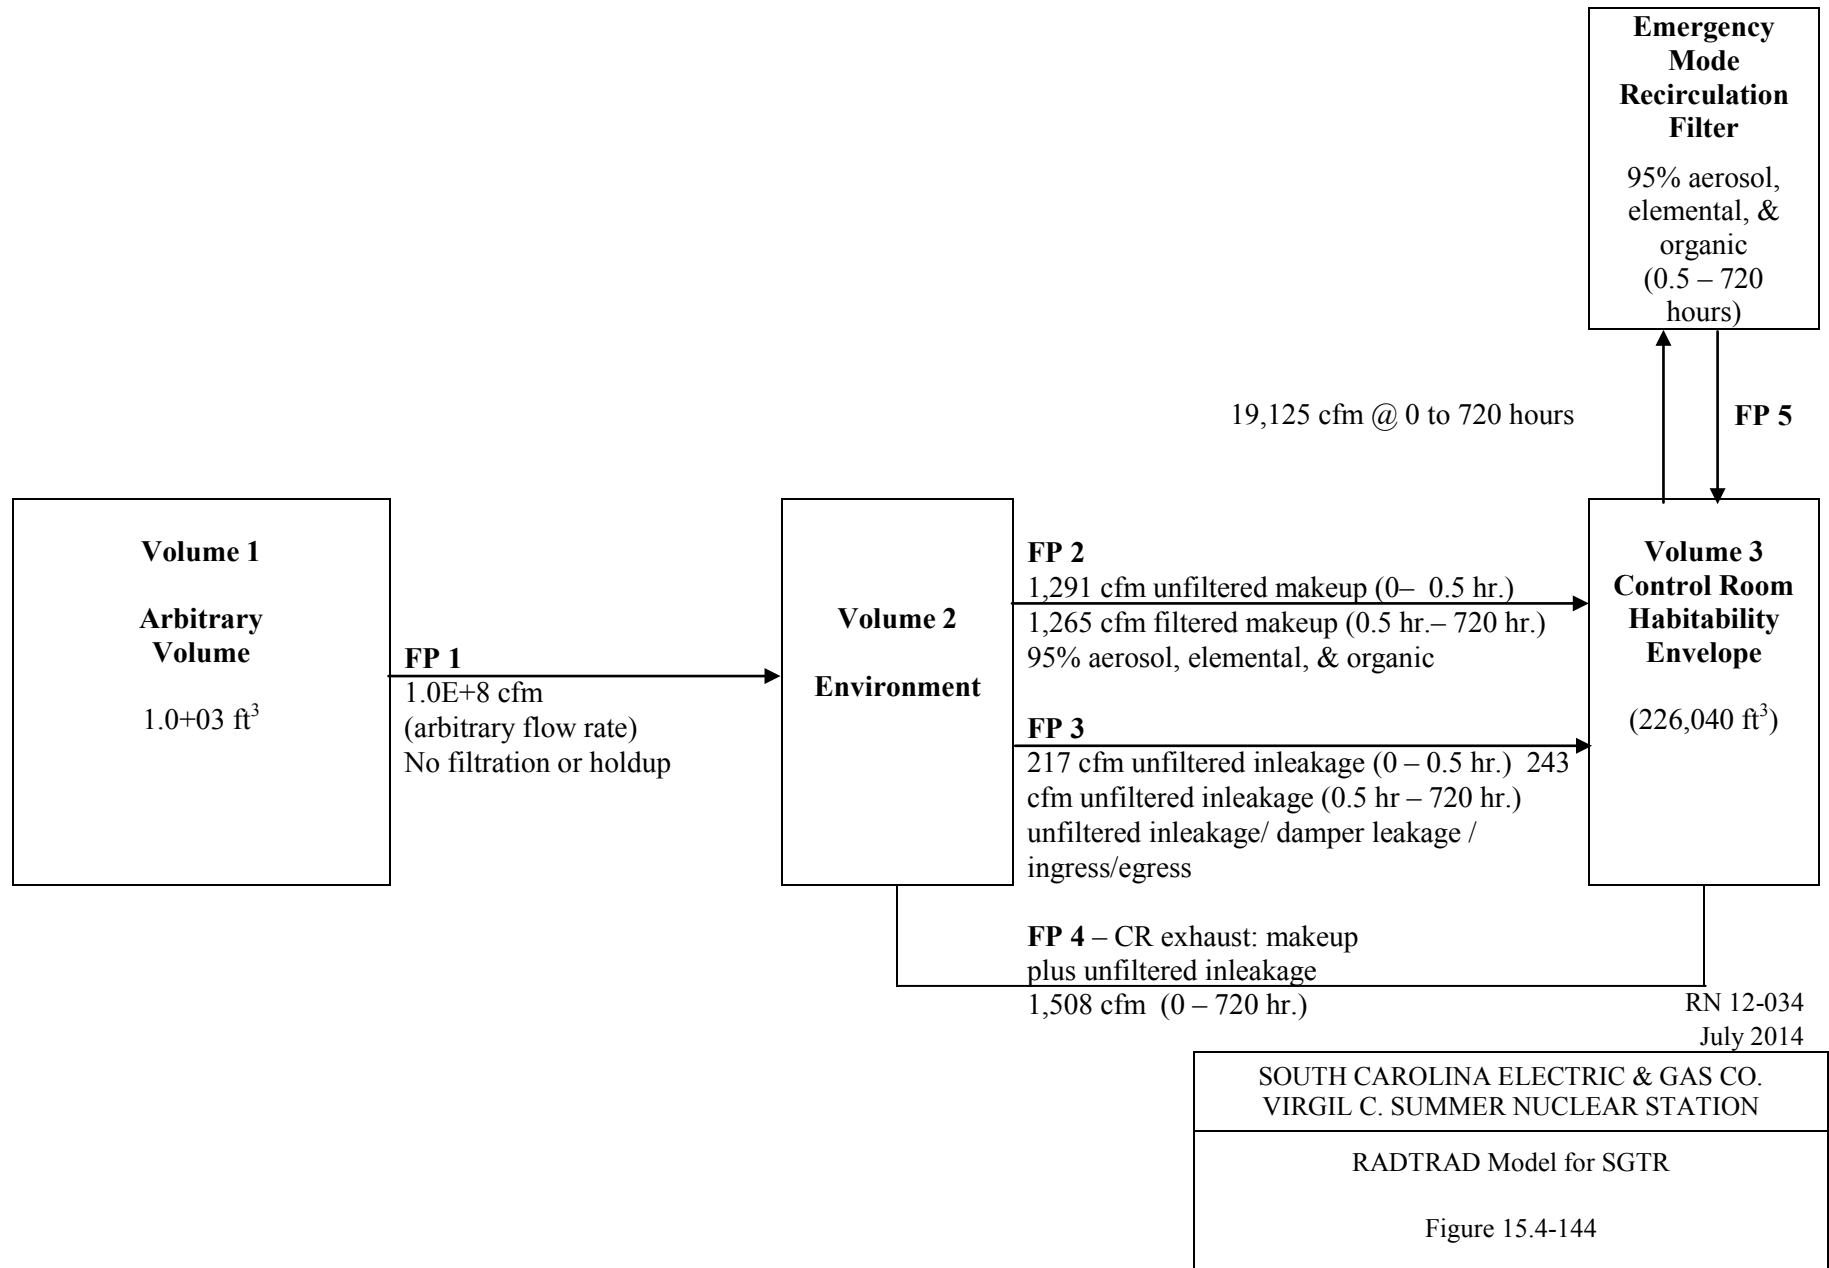 Emergency
Mode
Recirculation
Filter
95% aerosol,
elemental, &
organic
(0.5 – 720
hours)
19,125 cfm @ 0 to 720 hours
FP 5
Volume 1
Arbitrary
Volume
1.0+03 ft³
FP 1
1.0E+8 cfm
(arbitrary flow rate)
No filtration or holdup
Volume 2
Environment
FP 2
1,291 cfm unfiltered makeup (0–  0.5 hr.)
1,265 cfm filtered makeup (0.5 hr.– 720 hr.)
95% aerosol, elemental, & organic
FP 3
217 cfm unfiltered inleakage (0 – 0.5 hr.)  243
cfm unfiltered inleakage (0.5 hr – 720 hr.)
unfiltered inleakage/ damper leakage /
ingress/egress
Volume 3
Control Room
Habitability
Envelope
(226,040 ft³)
FP 4 – CR exhaust: makeup
plus unfiltered inleakage
1,508 cfm  (0 – 720 hr.)
RN 12-034
July 2014
SOUTH CAROLINA ELECTRIC & GAS CO.
VIRGIL C. SUMMER NUCLEAR STATION
RADTRAD Model for SGTR
Figure 15.4-144